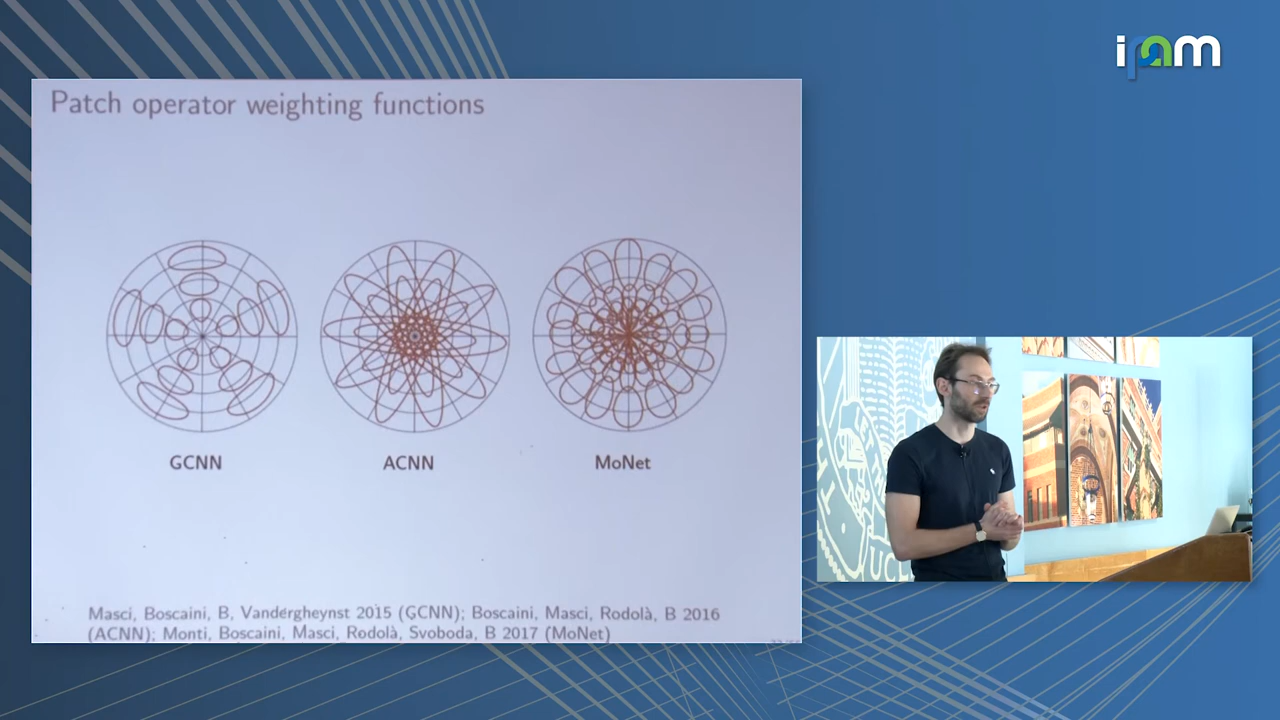 ipam
Patch operator weighting functions
GCNN
ACNN
MoNet
Masci, Boscaini, B, Vandergheynst 2015 (GCNN); Boscaini, Masci, Rodolà, B 2016
(ACNN); Monti, Boscaini, Masci, Rodolà, Svoboda, B 2017 (MoNet)
UCL